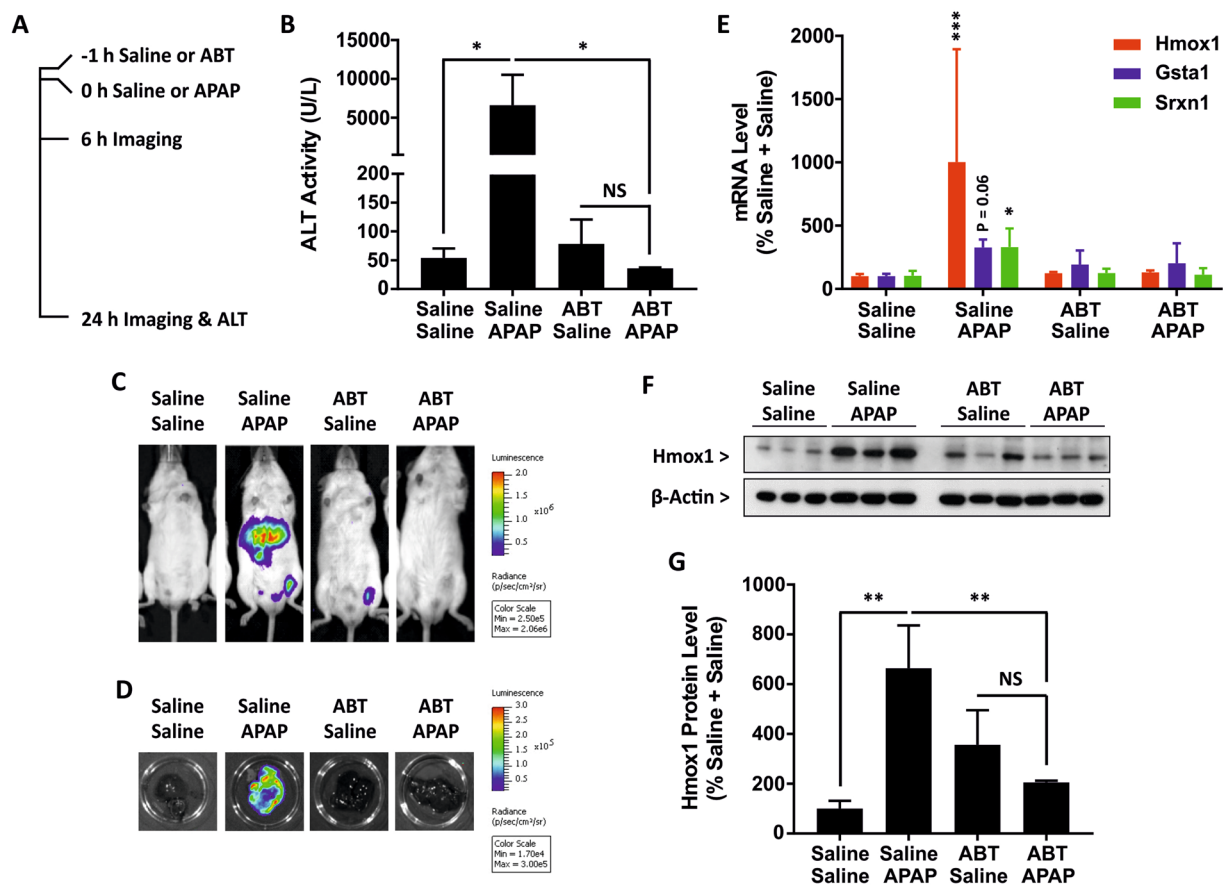 A
-1 h Saline or ABT
0 h Saline or APAP
6 h Imaging
24 h Imaging & ALT
B
ALT Activity (U/L)
15000
10000
5000
200
150
100
50
0
*
*
NS
Saline Saline ABT ABT
Saline APAP Saline APAP
E
mRNA Level
(% Saline + Saline)
2000
1500
1000
500
0
***
P = 0.06
*
Hmox1
Gsta1
Srxn1
Saline Saline ABT ABT
Saline APAP Saline APAP
C
Saline Saline ABT ABT
Saline APAP Saline APAP
Luminescence
2.0
1.5
1.0
x10⁶
0.5
Radiance
(p/sec/cm²/sr)
Color Scale
Min = 2.50e5
Max = 2.06e6
D
Saline Saline ABT ABT
Saline APAP Saline APAP
Luminescence
3.0
2.5
2.0
1.5
x10⁵
1.0
0.5
Radiance
(p/sec/cm²/sr)
Color Scale
Min = 1.70e4
Max = 3.00e5
F
Saline Saline ABT ABT
Saline APAP Saline APAP
Hmox1 >
β-Actin >
G
Hmox1 Protein Level
(% Saline + Saline)
1000
800
600
400
200
0
**
**
NS
Saline Saline ABT ABT
Saline APAP Saline APAP